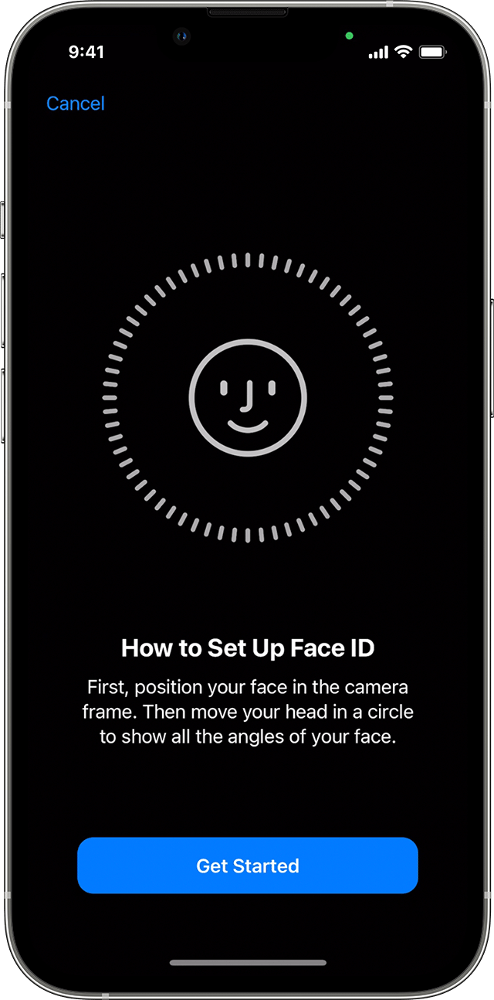 9:41
Cancel
How to Set Up Face ID
First, position your face in the camera
frame. Then move your head in a circle
to show all the angles of your face.
Get Started